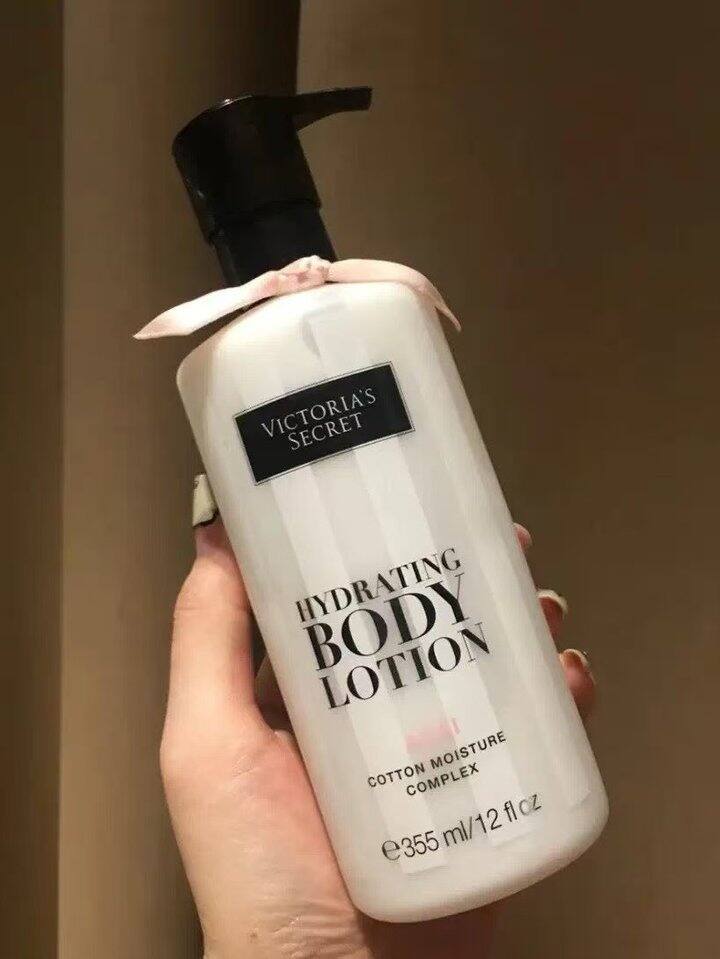 VICTORIA'S
SECRET
HYDRATING
BODY
LOTION
COTTON MOISTURE
COMPLEX
℮355 ml/12 fl oz